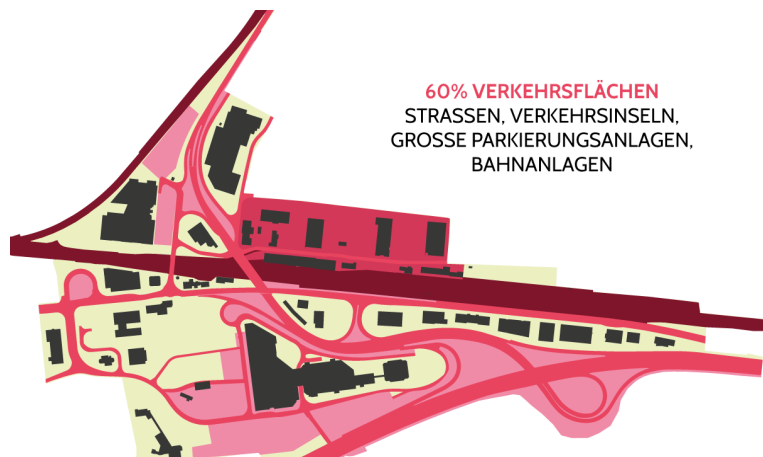 60% VERKEHRSFLÄCHEN
STRASSEN, VERKEHRSINSELN,
GROSSE PARKIERUNGSANLAGEN,
BAHNANLAGEN